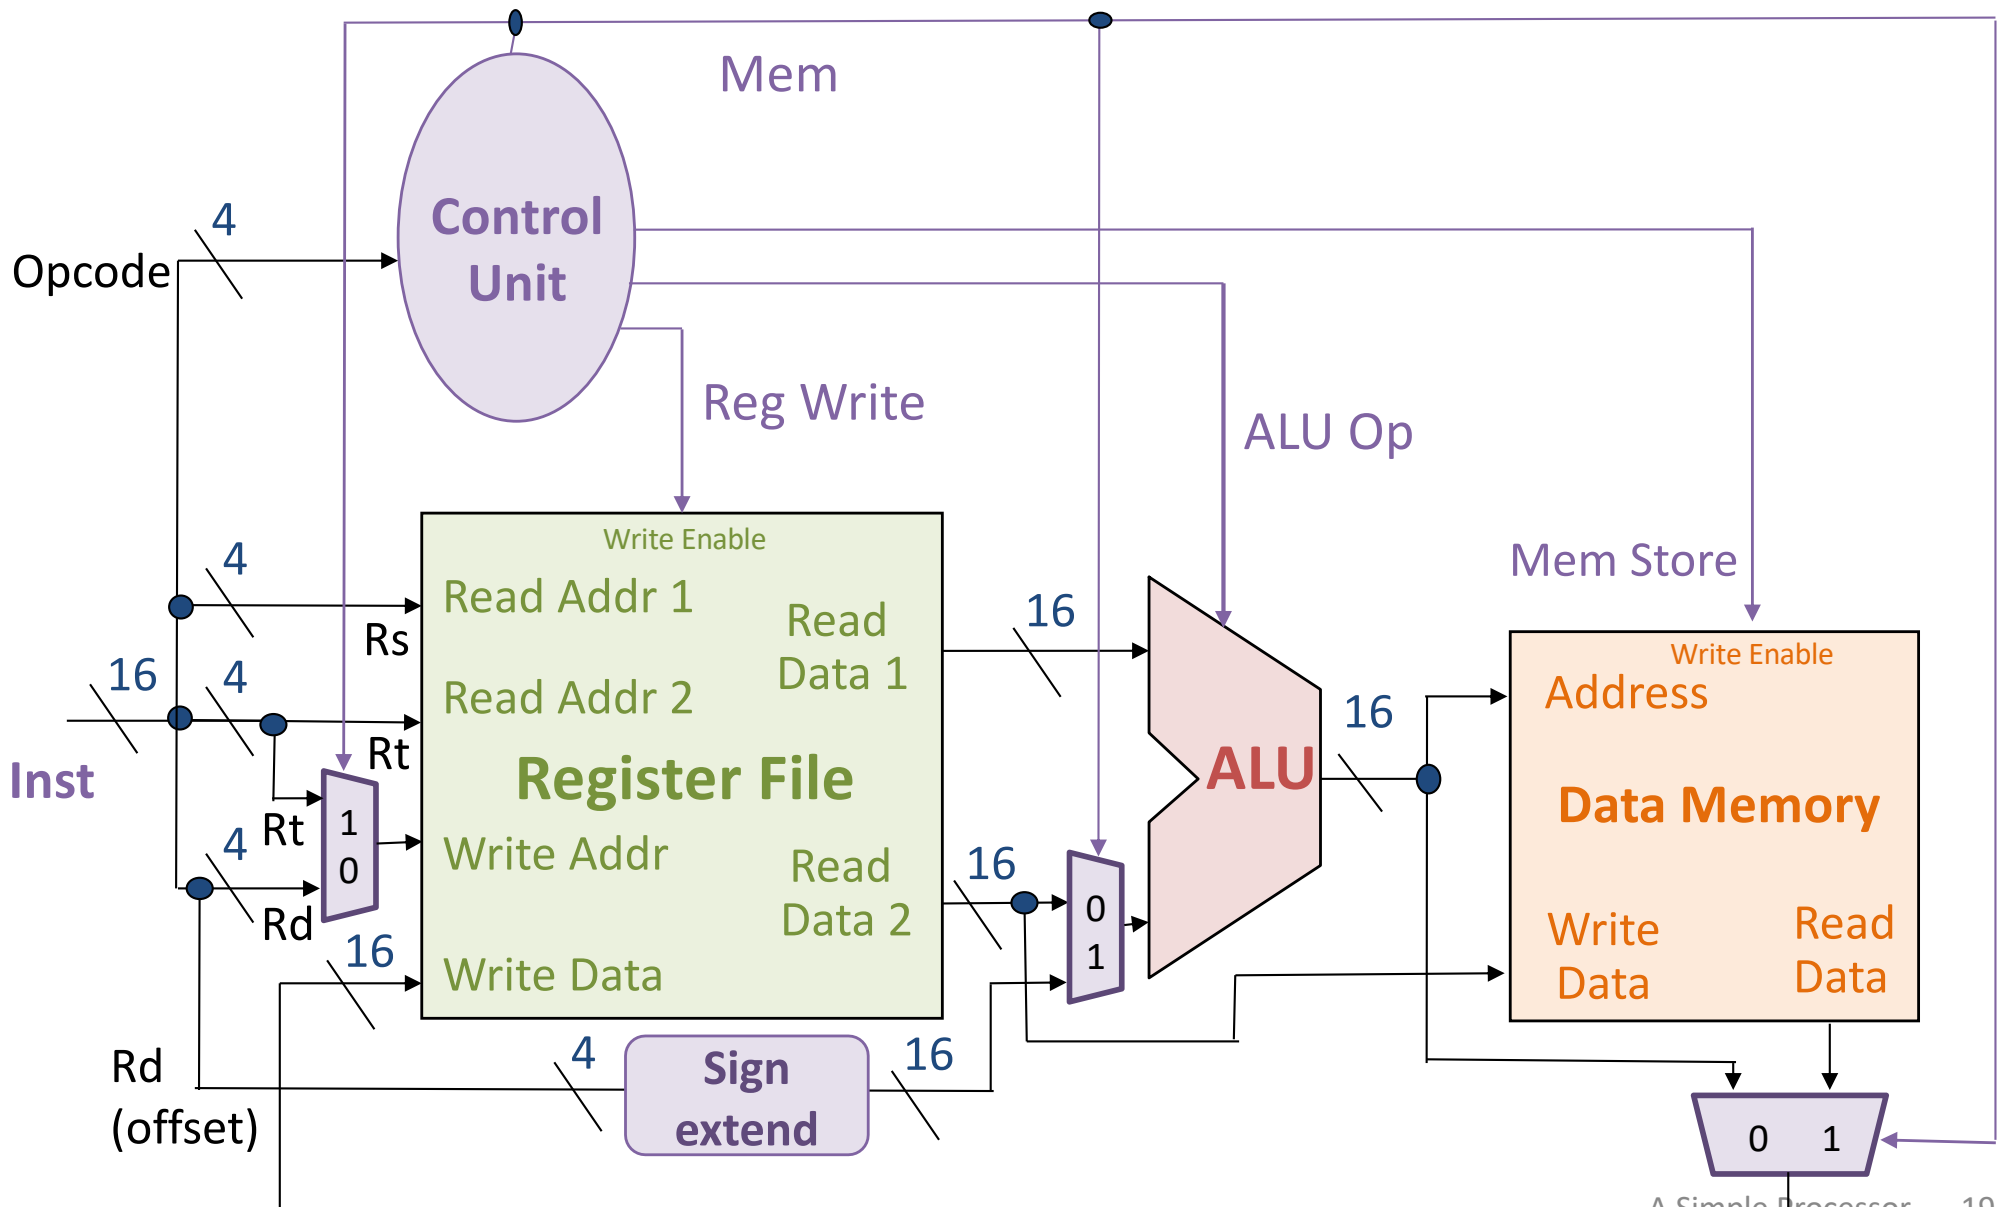 Mem
Control
Unit
4
Opcode
Reg Write
ALU Op
Write Enable
Mem Store
4
Read Addr 1
Read
Data 1
16
Rs
Write Enable
Address
16
4
Read Addr 2
16
Rt
Inst
Register File
ALU
Data Memory
1
0
Rt
4
Write Addr
Read
Data 2
16
0
1
Rd
Write
Data
Read
Data
16
Write Data
Rd
(offset)
4
Sign
extend
16
0 1
A Simple Processor 19